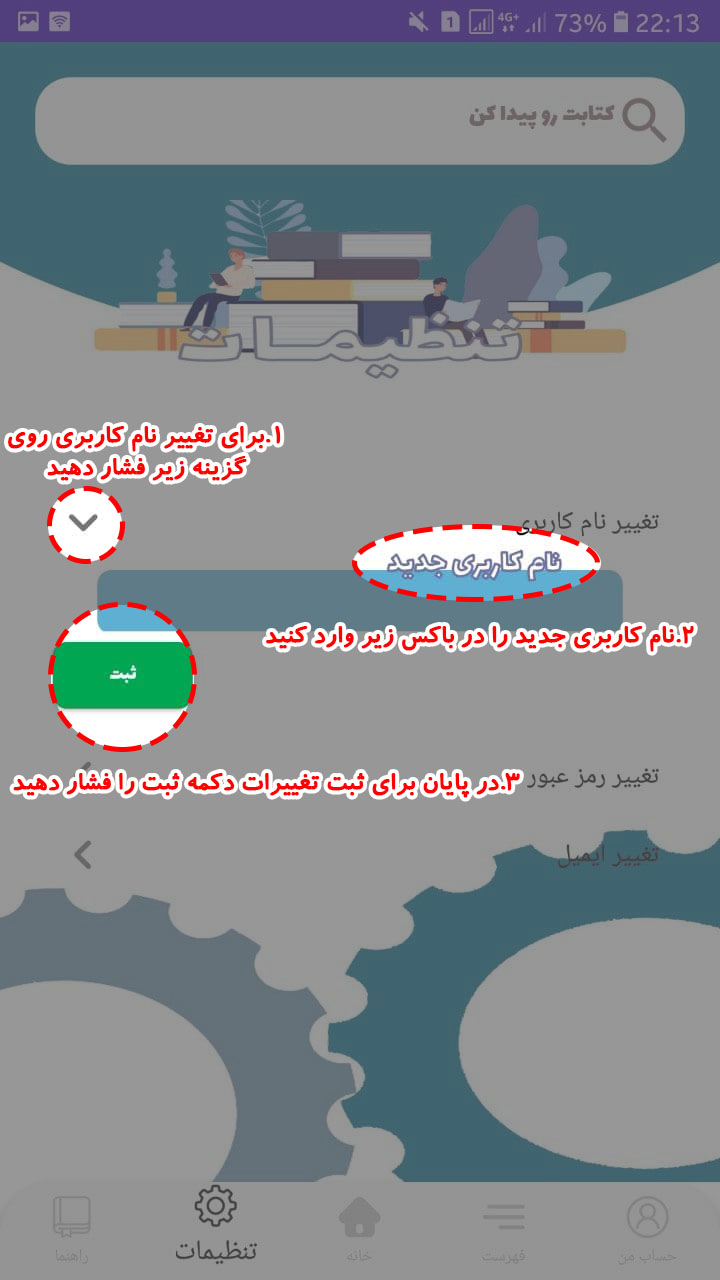 22:13 73% 4G+ 1
کتابت رو پیدا کن
تنظیمات
۱.برای تغییر نام کاربری روی
گزینه زیر فشار دهید
تغییر نام کاربری
نام کاربری جدید
۲.نام کاربری جدید را در باکس زیر وارد کنید
ثبت
تغییر رمز عبور
۳.در پایان برای ثبت تغییرات دکمه ثبت را فشار دهید
تغییر ایمیل
حساب من
فهرست
خانه
تنظیمات
راهنما